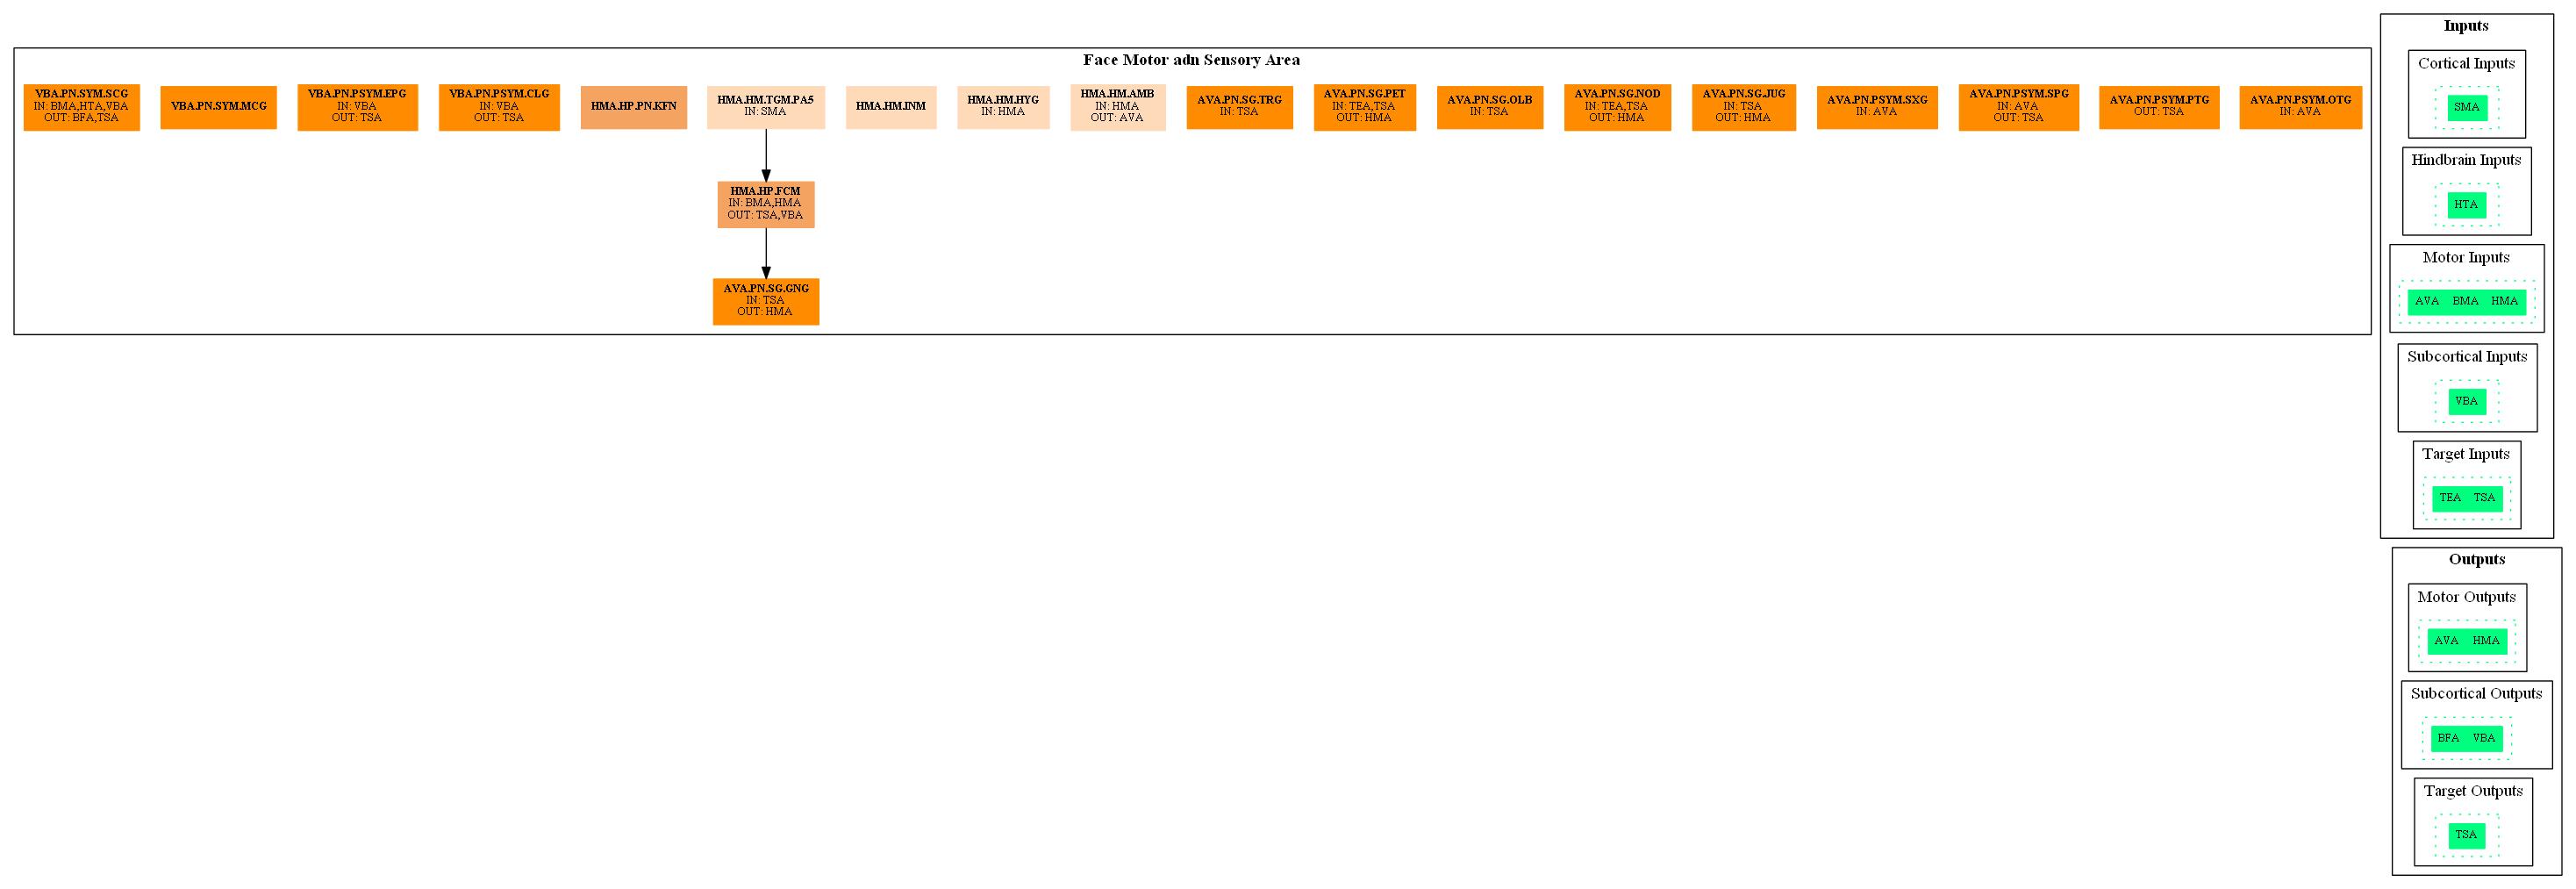 Face Motor adn Sensory Area
VBA.PN.SYM.SCG
IN: BMA,HTA,VBA
OUT: BFA,TSA
VBA.PN.SYM.MCG
VBA.PN.PSYM.EPG
IN: VBA
OUT: TSA
VBA.PN.PSYM.CLG
IN: VBA
OUT: TSA
HMA.HP.PN.KFN
HMA.HM.TGM.PA5
IN: SMA
HMA.HM.INM
HMA.HM.HYG
IN: HMA
HMA.HM.AMB
IN: HMA
OUT: AVA
AVA.PN.SG.TRG
IN: TSA
AVA.PN.SG.PET
IN: TEA,TSA
OUT: HMA
AVA.PN.SG.OLB
IN: TSA
AVA.PN.SG.NOD
IN: TEA,TSA
OUT: HMA
AVA.PN.SG.JUG
IN: TSA
OUT: HMA
AVA.PN.PSYM.SXG
IN: AVA
AVA.PN.PSYM.SPG
IN: AVA
OUT: TSA
AVA.PN.PSYM.PTG
OUT: TSA
AVA.PN.PSYM.OTG
IN: AVA
HMA.HP.FCM
IN: BMA,HMA
OUT: TSA,VBA
AVA.PN.SG.GNG
IN: TSA
OUT: HMA
Inputs
Cortical Inputs
SMA
Hindbrain Inputs
HTA
Motor Inputs
AVA BMA HMA
Subcortical Inputs
VBA
Target Inputs
TEA TSA
Outputs
Motor Outputs
AVA HMA
Subcortical Outputs
BFA VBA
Target Outputs
TSA